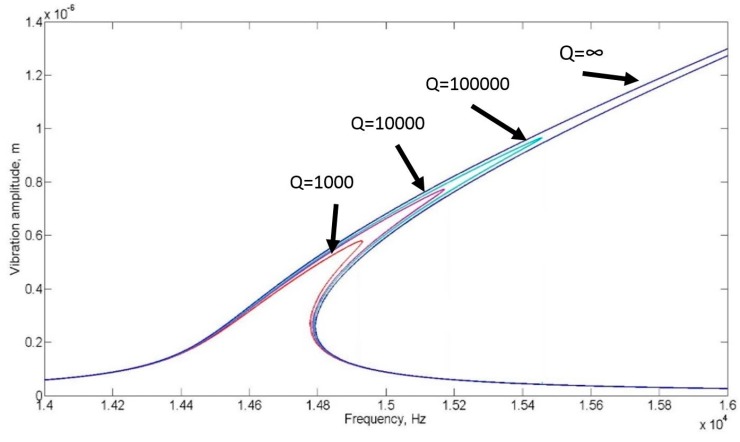 x 10⁻⁶
1.4
1.2
1
0.8
0.6
0.4
0.2
0
Vibration amplitude, m
Q=∞
Q=100000
Q=10000
Q=1000
1.4 1.42 1.44 1.46 1.48 1.5 1.52 1.54 1.56 1.58 1.6
Frequency, Hz
x 10⁴